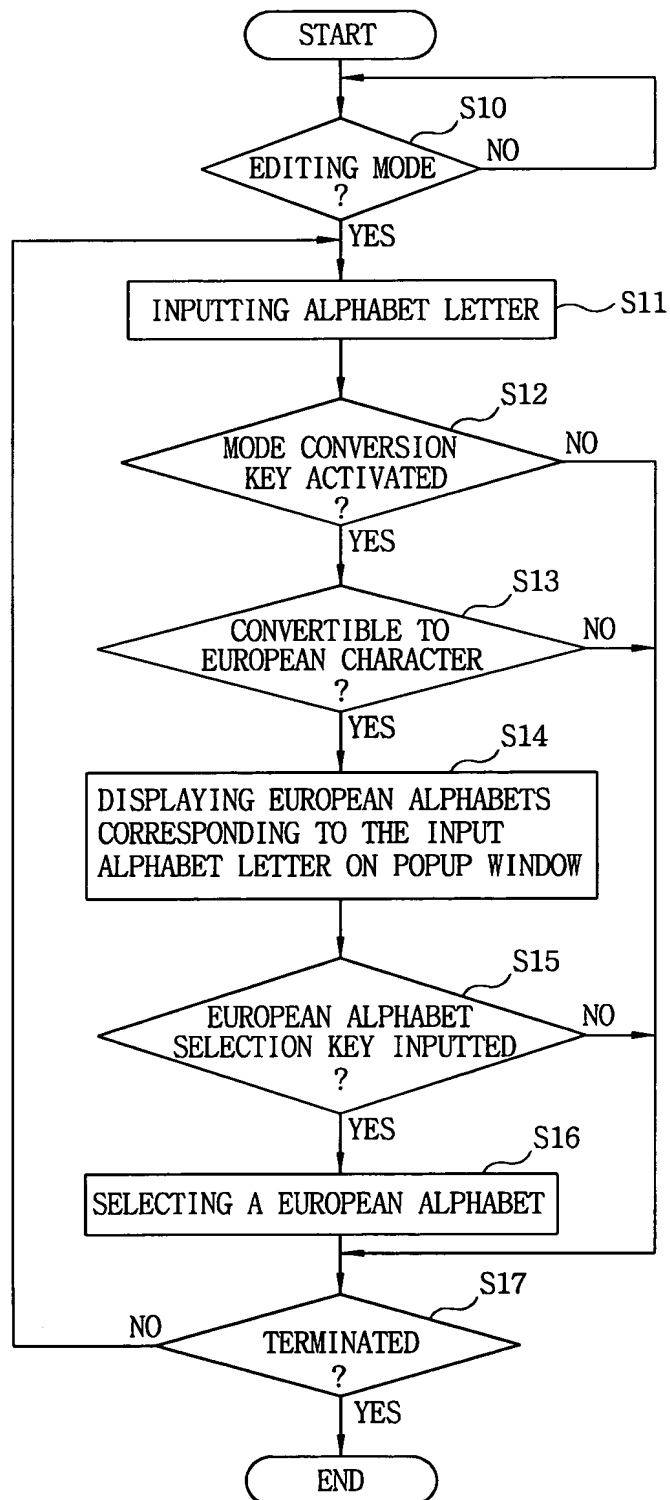 START
S10
EDITING MODE
?
NO
YES
INPUTTING ALPHABET LETTER
S11
S12
MODE CONVERSION
KEY ACTIVATED
?
NO
YES
S13
CONVERTIBLE TO
EUROPEAN CHARACTER
?
NO
YES
S14
DISPLAYING EUROPEAN ALPHABETS
CORRESPONDING TO THE INPUT
ALPHABET LETTER ON POPUP WINDOW
S15
EUROPEAN ALPHABET
SELECTION KEY INPUTTED
?
NO
YES
S16
SELECTING A EUROPEAN ALPHABET
S17
NO
TERMINATED
?
YES
END